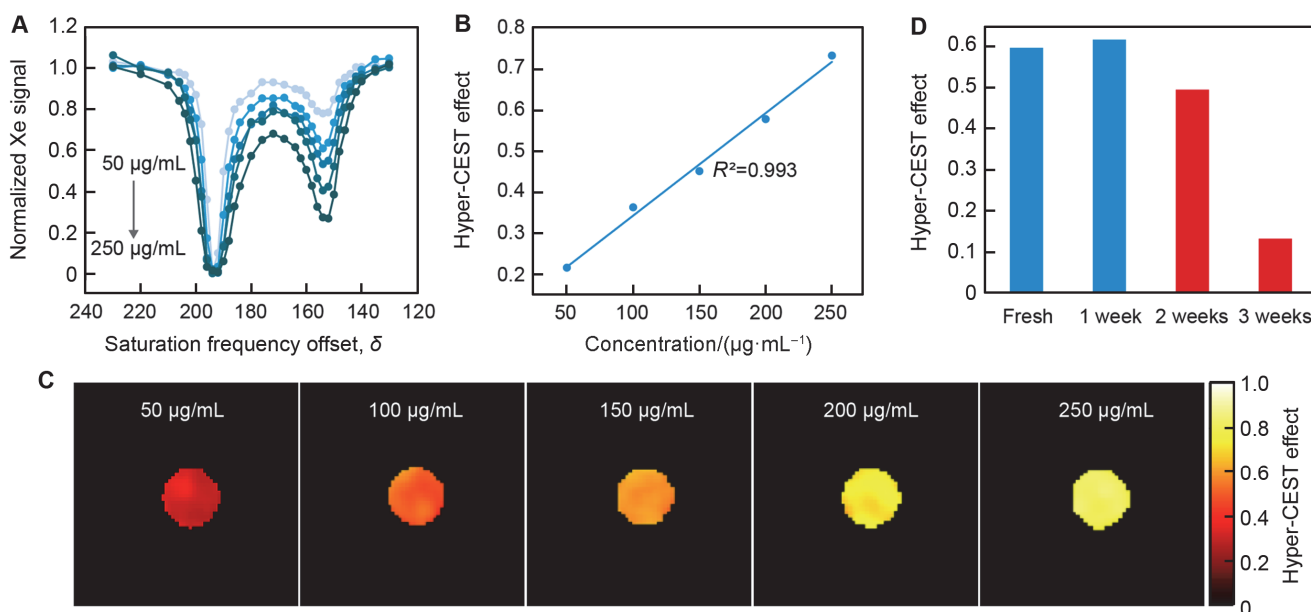 A
1.2
1.0
0.8
0.6
0.4
0.2
0
Normalized Xe signal
50 µg/mL
250 µg/mL
240 220 200 180 160 140 120
Saturation frequency offset, δ
B
0.8
0.7
0.6
0.5
0.4
0.3
0.2
Hyper-CEST effect
R²=0.993
50 100 150 200 250
Concentration/(µg·mL⁻¹)
D
0.6
0.5
0.4
0.3
0.2
0.1
0
Hyper-CEST effect
Fresh 1 week 2 weeks 3 weeks
C
50 µg/mL 100 µg/mL 150 µg/mL 200 µg/mL 250 µg/mL
1.0
0.8
0.6
0.4
0.2
0
Hyper-CEST effect